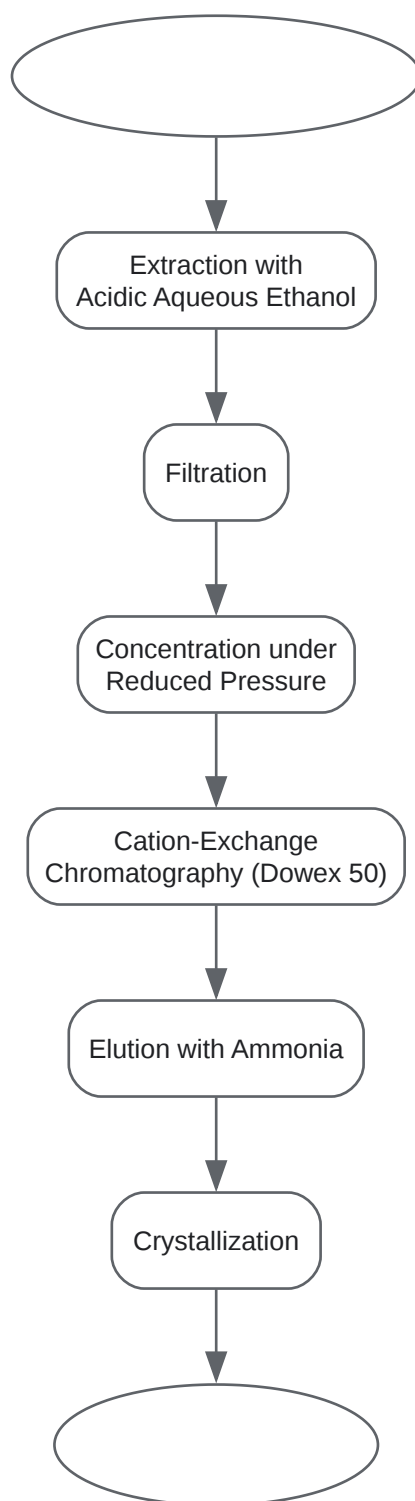 Extraction with
Acidic Aqueous Ethanol
Filtration
Concentration under
Reduced Pressure
Cation-Exchange
Chromatography (Dowex 50)
Elution with Ammonia
Crystallization